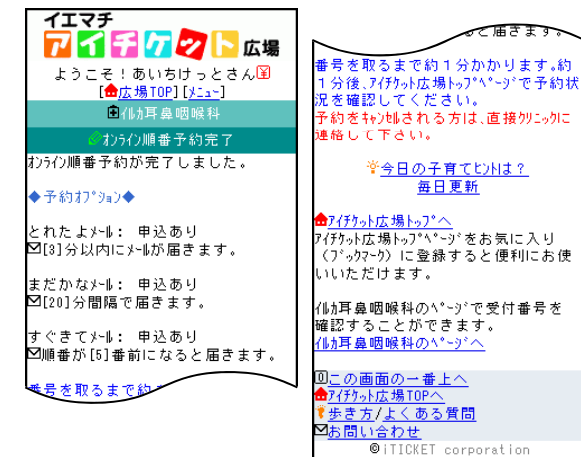 イエマチ
アイチケット広場
ようこそ！あいちけっとさん
[広場TOP][ﾒﾆｭｰ]
ｲﾙｶ耳鼻咽喉科
ｵﾝﾗｲﾝ順番予約完了
ｵﾝﾗｲﾝ順番予約が完了しました。
◆予約ｵﾌﾟｼｮﾝ◆
とれたよﾒｰﾙ： 申込あり
[3]分以内にﾒｰﾙが届きます。
まだかなﾒｰﾙ： 申込あり
[20]分間隔で届きます。
すぐきてﾒｰﾙ： 申込あり
順番が[5]番前になると届きます。
番号を取るまで約
と届きます。
番号を取るまで約１分かかります。約
１分後、ｱｲﾁｹｯﾄ広場ﾄｯﾌﾟﾍﾟｰｼﾞで予約状
況を確認してください。
予約をｷｬﾝｾﾙされる方は、直接ｸﾘﾆｯｸに
連絡して下さい。
今日の子育てﾋﾝﾄは？
毎日更新
ｱｲﾁｹｯﾄ広場ﾄｯﾌﾟへ
ｱｲﾁｹｯﾄ広場ﾄｯﾌﾟﾍﾟｰｼﾞをお気に入り
（ﾌﾞｯｸﾏｰｸ）に登録すると便利にお使
いいただけます。
ｲﾙｶ耳鼻咽喉科のﾍﾟｰｼﾞで受付番号を
確認することができます。
ｲﾙｶ耳鼻咽喉科のﾍﾟｰｼﾞへ
0この画面の一番上へ
ｱｲﾁｹｯﾄ広場TOPへ
歩き方/よくある質問
お問い合わせ
©iTICKET corporation